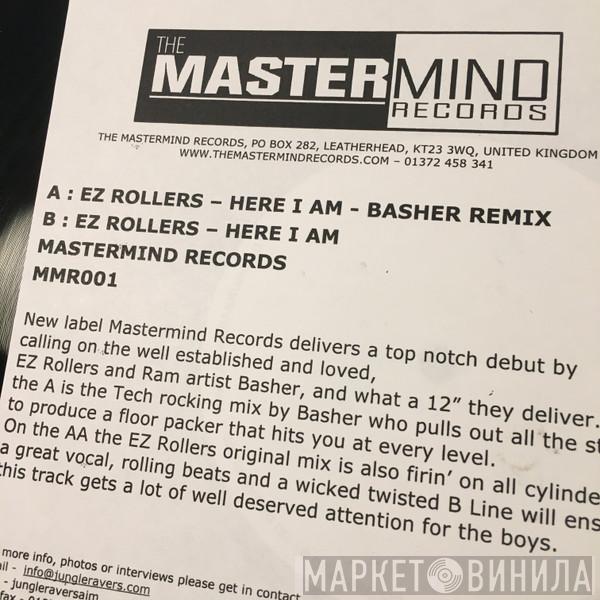 THE
MASTERMIND
RECORDS
THE MASTERMIND RECORDS, PO BOX 282, LEATHERHEAD, KT23 3WQ, UNITED KINGDOM
WWW.THEMASTERMINDRECORDS.COM – 01372 458 341
A : EZ ROLLERS – HERE I AM - BASHER REMIX
B : EZ ROLLERS – HERE I AM
MASTERMIND RECORDS
MMR001
New label Mastermind Records delivers a top notch debut by
calling on the well established and loved,
EZ Rollers and Ram artist Basher, and what a 12" they deliver.
the A is the Tech rocking mix by Basher who pulls out all the
to produce a floor packer that hits you at every level.
On the AA the EZ Rollers original mix is also firin' on all
a great vocal, rolling beats and a wicked twisted B Line will
this track gets a lot of well deserved attention for the boys.
more info, photos or interviews please get in contact
- info@jungleravers.com
- jungleraversaim
МАРКЕТ ВИНИЛА